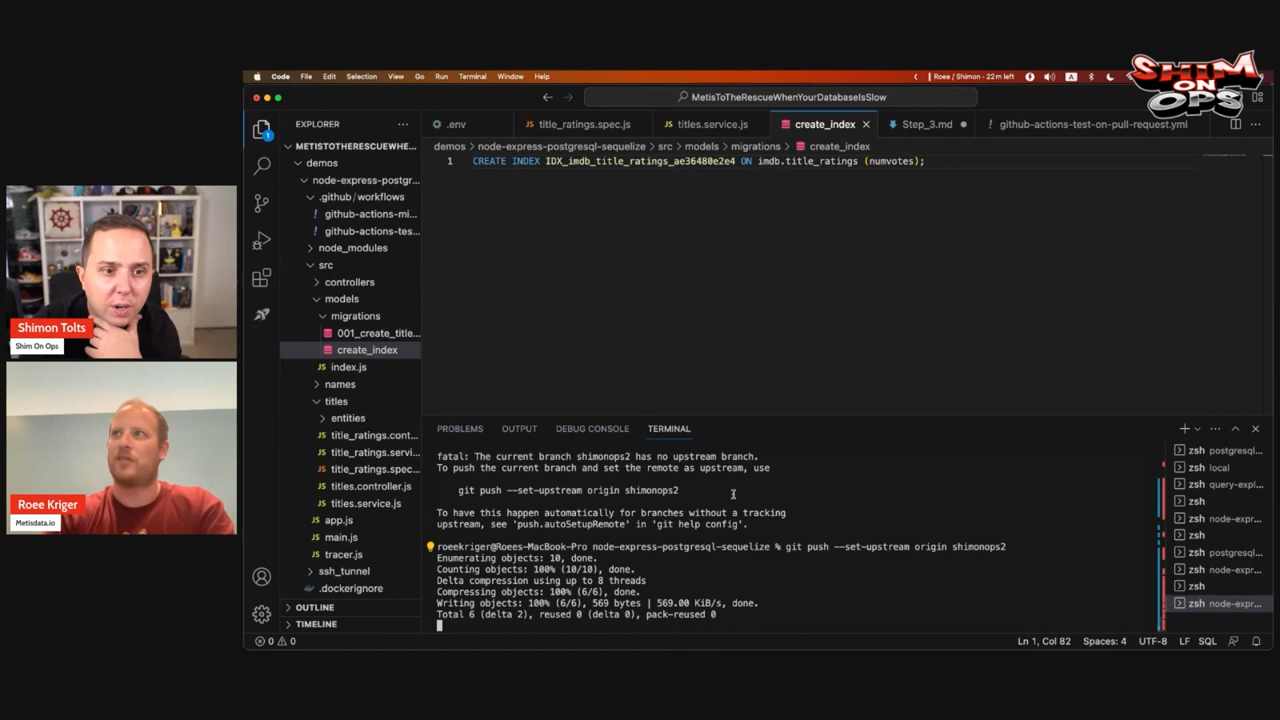 SHIM
ON
OPS
Code File Edit Selection View Go Run Terminal Window Help
Roee / Shimon · 22m left
MetisToTheRescueWhenYourDatabaseIsSlow
EXPLORER
.env
title_ratings.spec.js
titles.service.js
create_index
Step_3.md
github-actions-test-on-pull-request.yml
METISTOTHERESCUEWHE...
demos > node-express-postgresql-sequelize > src > models > migrations > create_index
1 CREATE INDEX IDX_imdb_title_ratings_ae36480e2e4 ON imdb.title_ratings (numvotes);
demos
node-express-postgr...
.github/workflows
github-actions-mi...
github-actions-tes...
node_modules
src
controllers
models
migrations
001_create_title...
create_index
index.js
names
titles
entities
title_ratings.cont...
title_ratings.servi...
title_ratings.spec...
titles.controller.js
titles.service.js
app.js
main.js
tracer.js
ssh_tunnel
.dockerignore
OUTLINE
TIMELINE
PROBLEMS OUTPUT DEBUG CONSOLE TERMINAL
fatal: The current branch shimonops2 has no upstream branch.
To push the current branch and set the remote as upstream, use
git push --set-upstream origin shimonops2
To have this happen automatically for branches without a tracking
upstream, see 'push.autoSetupRemote' in 'git help config'.
roeekriger@Roees-MacBook-Pro node-express-postgresql-sequelize % git push --set-upstream origin shimonops2
Enumerating objects: 10, done.
Counting objects: 100% (10/10), done.
Delta compression using up to 8 threads
Compressing objects: 100% (6/6), done.
Writing objects: 100% (6/6), 569 bytes | 569.00 KiB/s, done.
Total 6 (delta 2), reused 0 (delta 0), pack-reused 0
zsh postgresql...
zsh local
zsh query-expl...
zsh
zsh node-expr...
zsh
zsh postgresql...
zsh node-expr...
zsh
zsh node-expr...
0 0
Ln 1, Col 82 Spaces: 4 UTF-8 LF SQL
Shimon Tolts
Shim On Ops
Roee Kriger
Metisdata.io
1